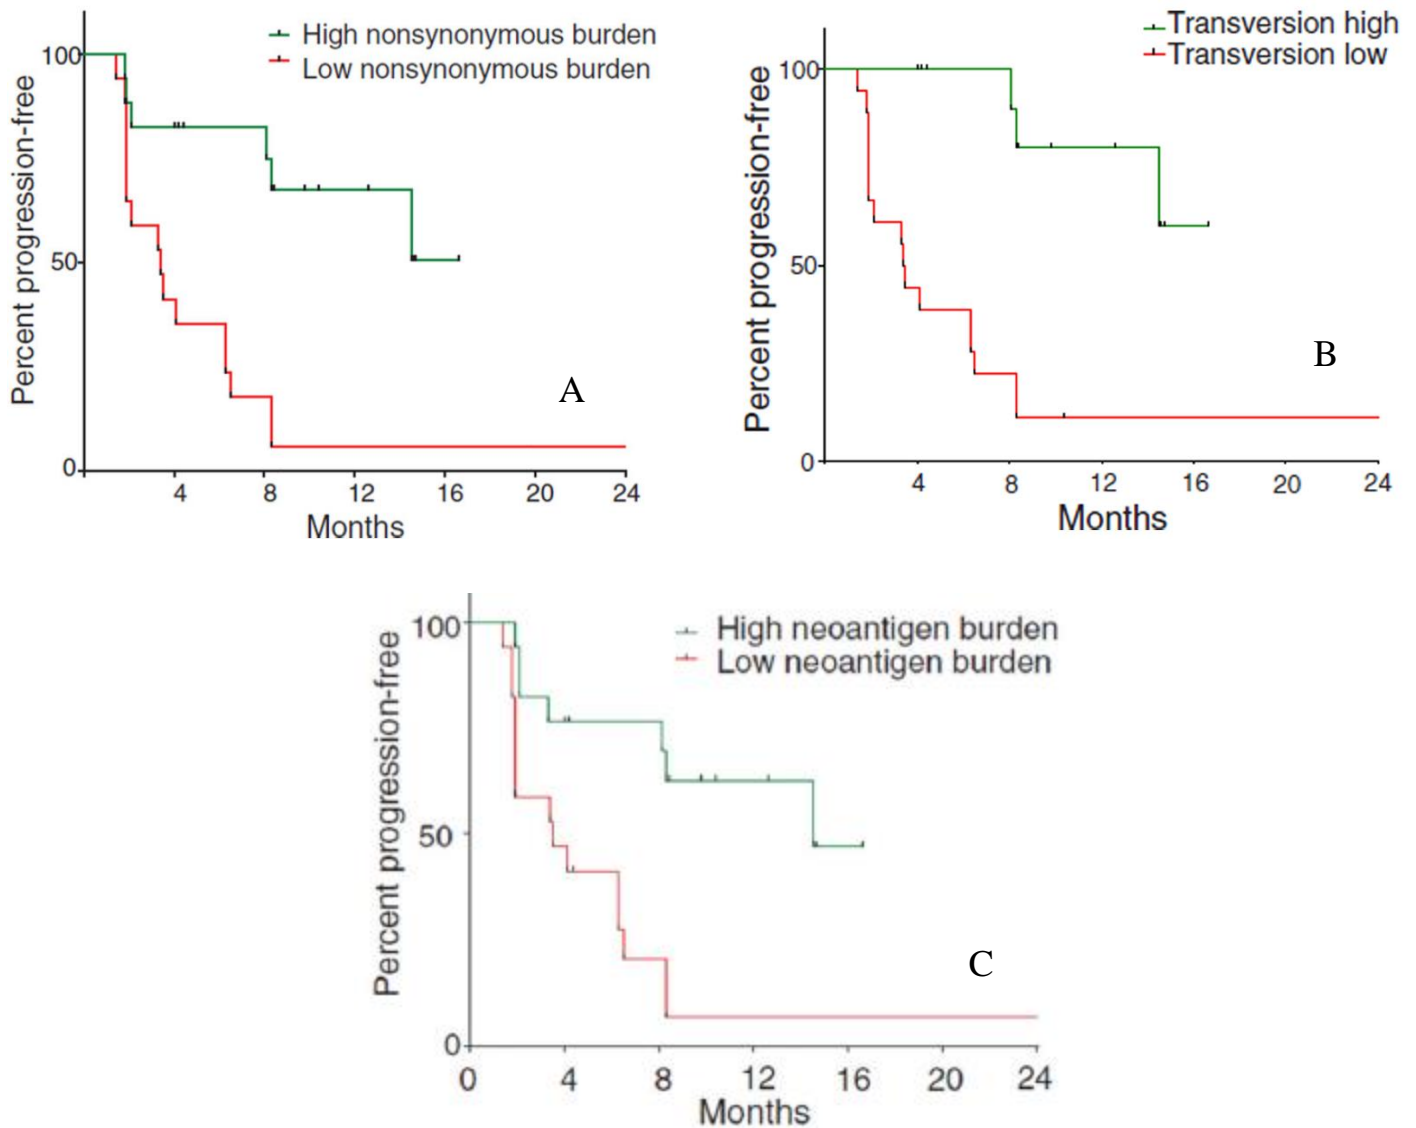 High nonsynonymous burden
Low nonsynonymous burden
Percent progression-free
100
50
0
4 8 12 16 20 24
Months
A
Transversion high
Transversion low
Percent progression-free
100
50
0
4 8 12 16 20 24
Months
B
High neoantigen burden
Low neoantigen burden
Percent progression-free
100
50
0
0 4 8 12 16 20 24
Months
C